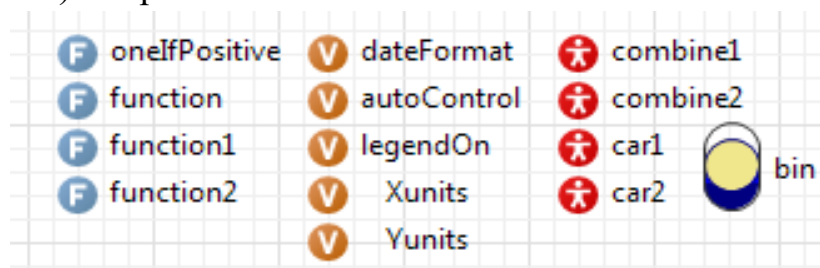 F oneIfPositive V dateFormat combine1
F function V autoControl combine2
F function1 V legendOn car1
F function2 V Xunits car2 bin
V Yunits